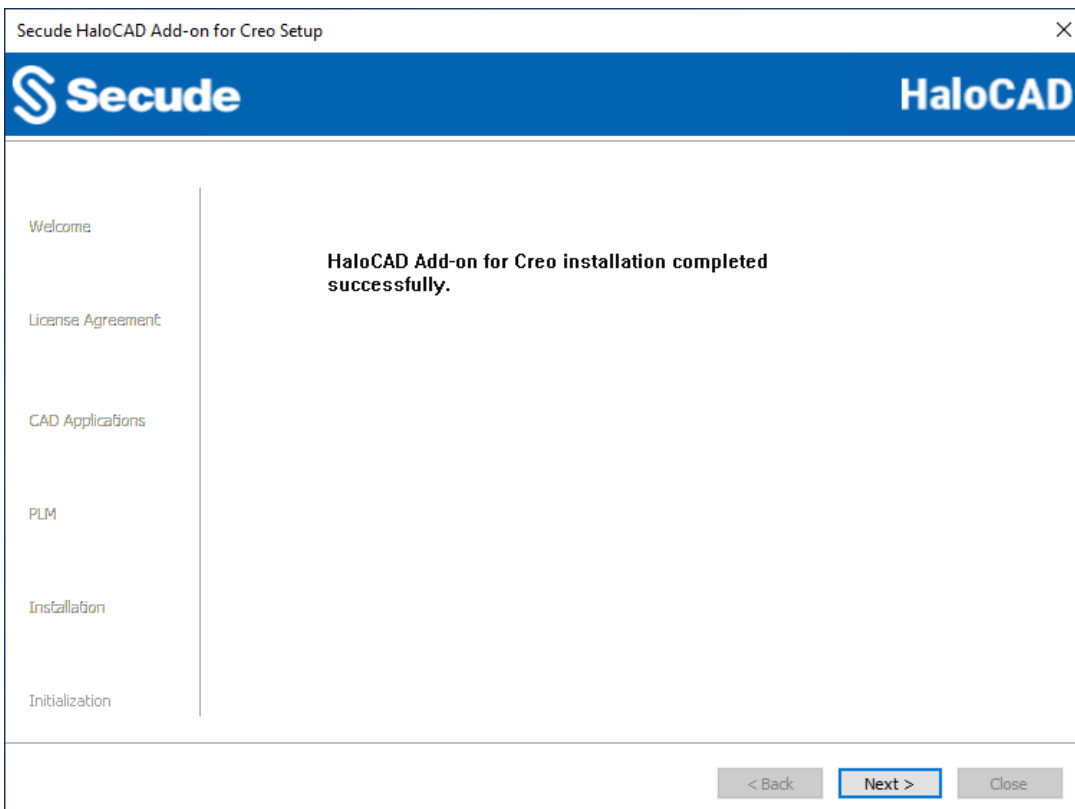 Secude HaloCAD Add-on for Creo Setup
Secude
HaloCAD
Welcome
License Agreement
CAD Applications
PLM
Installation
Initialization
HaloCAD Add-on for Creo installation completed
successfully.
< Back
Next >
Close